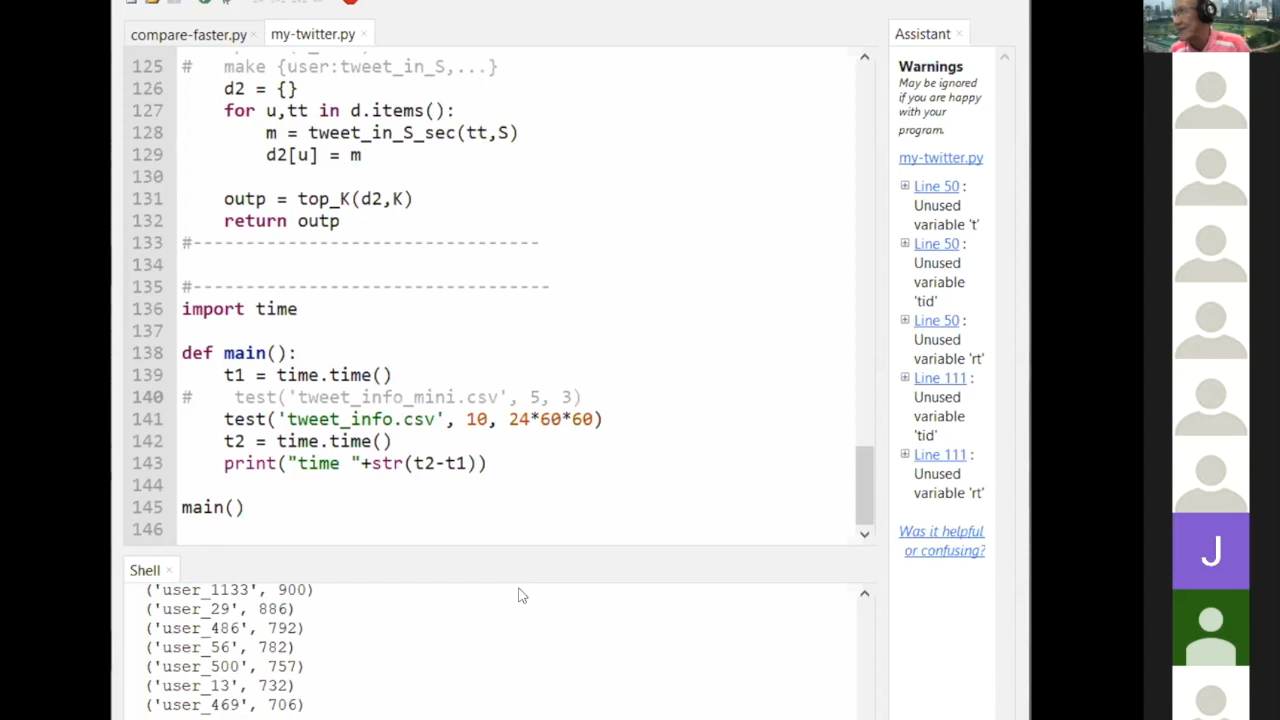 compare-faster.py × my-twitter.py ×
125 #   make {user:tweet_in_S,...}
126     d2 = {}
127     for u,tt in d.items():
128         m = tweet_in_S_sec(tt,S)
129         d2[u] = m
130
131     outp = top_K(d2,K)
132     return outp
133 #---------------------------------
134
135 #----------------------------------
136 import time
137
138 def main():
139     t1 = time.time()
140 #    test('tweet_info_mini.csv', 5, 3)
141     test('tweet_info.csv', 10, 24*60*60)
142     t2 = time.time()
143     print("time "+str(t2-t1))
144
145 main()
146
Shell ×
('user_1133', 900)
('user_29', 886)
('user_486', 792)
('user_56', 782)
('user_500', 757)
('user_13', 732)
('user_469', 706)
Assistant ×
Warnings
May be ignored
if you are happy
with your
program.
my-twitter.py
Line 50 :
Unused
variable 't'
Line 50 :
Unused
variable
'tid'
Line 50 :
Unused
variable 'rt'
Line 111 :
Unused
variable
'tid'
Line 111 :
Unused
variable 'rt'
Was it helpful
or confusing?
J